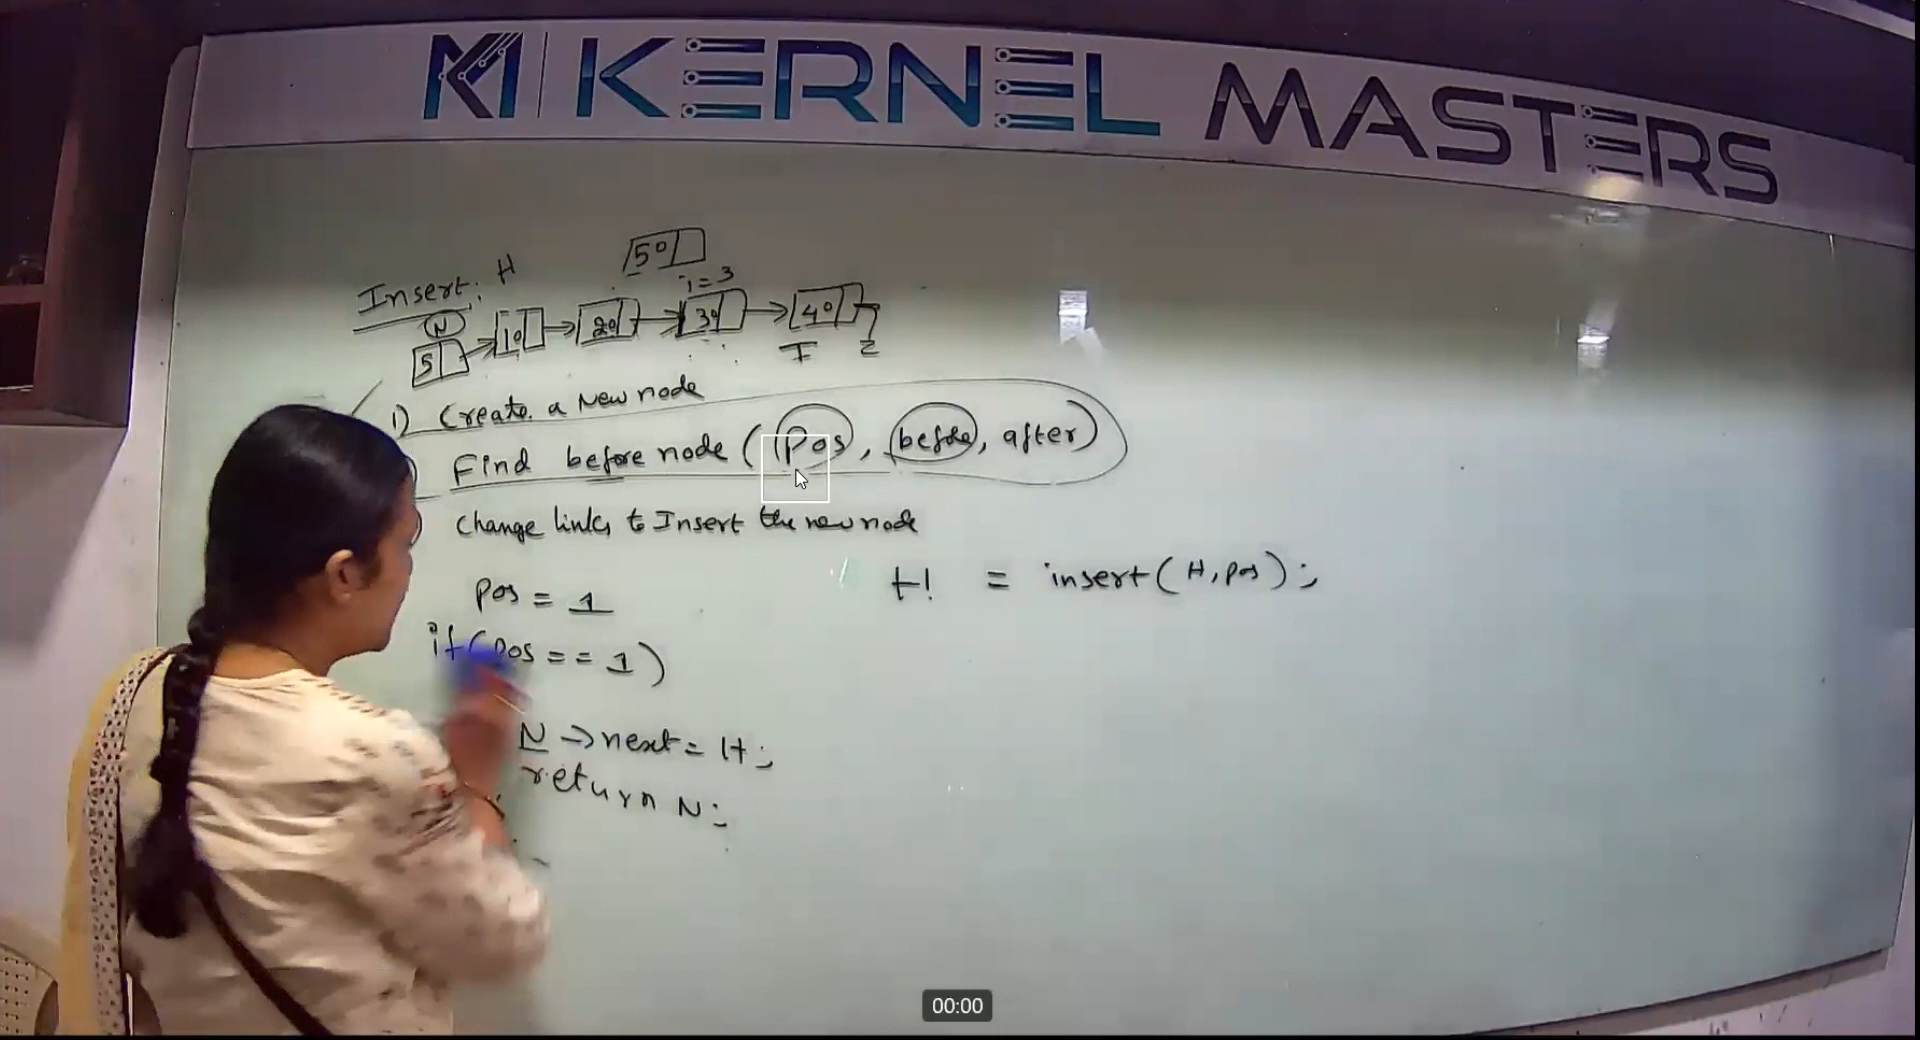 KERNEL MASTERS
50
Insert: H
i=3
N
5 10 20 30 40
T
1) Create a New node
Find before node (pos, before, after)
Change links to Insert the new node
pos = 1
H = insert(H, pos);
if(pos == 1)
N->next = H;
return N;
00:00